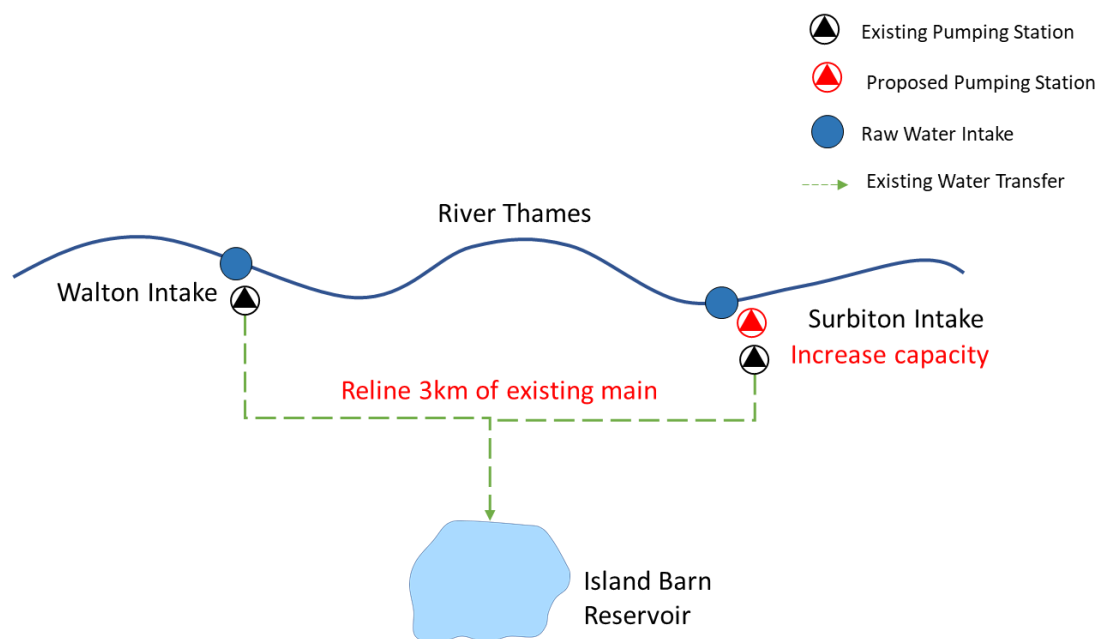 Existing Pumping Station
Proposed Pumping Station
Raw Water Intake
Existing Water Transfer
River Thames
Walton Intake
Surbiton Intake
Increase capacity
Reline 3km of existing main
Island Barn
Reservoir